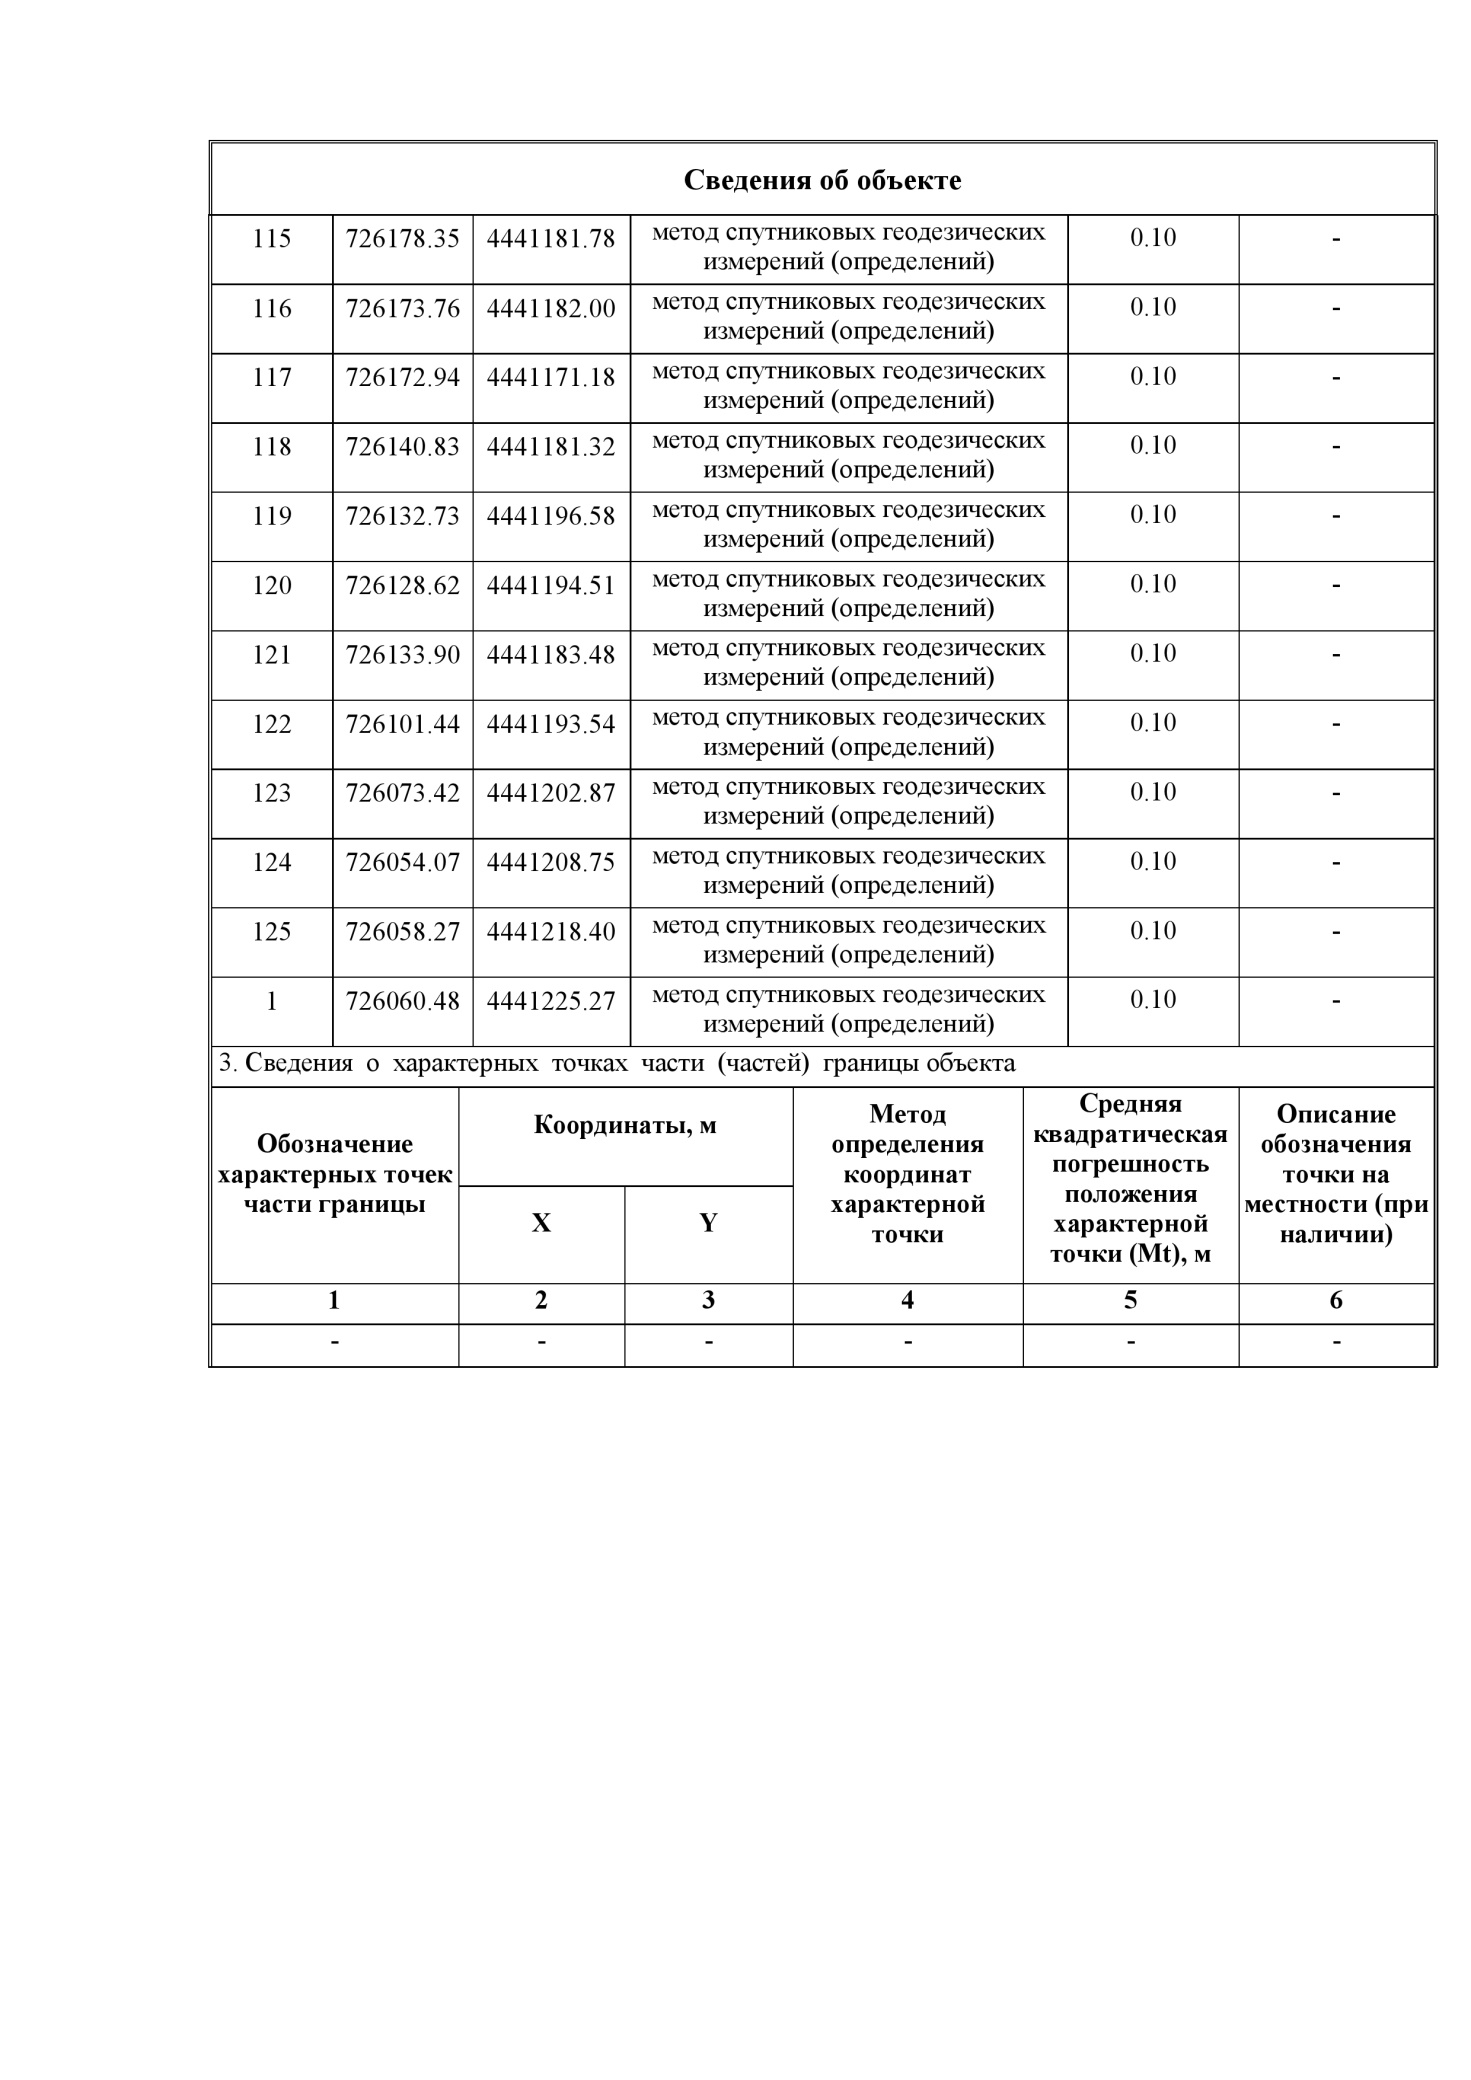 Сведения об объекте
115 726178.35 4441181.78 метод спутниковых геодезических измерений (определений) 0.10 -
116 726173.76 4441182.00 метод спутниковых геодезических измерений (определений) 0.10 -
117 726172.94 4441171.18 метод спутниковых геодезических измерений (определений) 0.10 -
118 726140.83 4441181.32 метод спутниковых геодезических измерений (определений) 0.10 -
119 726132.73 4441196.58 метод спутниковых геодезических измерений (определений) 0.10 -
120 726128.62 4441194.51 метод спутниковых геодезических измерений (определений) 0.10 -
121 726133.90 4441183.48 метод спутниковых геодезических измерений (определений) 0.10 -
122 726101.44 4441193.54 метод спутниковых геодезических измерений (определений) 0.10 -
123 726073.42 4441202.87 метод спутниковых геодезических измерений (определений) 0.10 -
124 726054.07 4441208.75 метод спутниковых геодезических измерений (определений) 0.10 -
125 726058.27 4441218.40 метод спутниковых геодезических измерений (определений) 0.10 -
1 726060.48 4441225.27 метод спутниковых геодезических измерений (определений) 0.10 -
3. Сведения о характерных точках части (частей) границы объекта
Обозначение
характерных точек
части границы
Координаты, м
X Y
Метод
определения
координат
характерной
точки
Средняя
квадратическая
погрешность
положения
характерной
точки (Mt), м
Описание
обозначения
точки на
местности (при
наличии)
1 2 3 4 5 6
- - - - - -